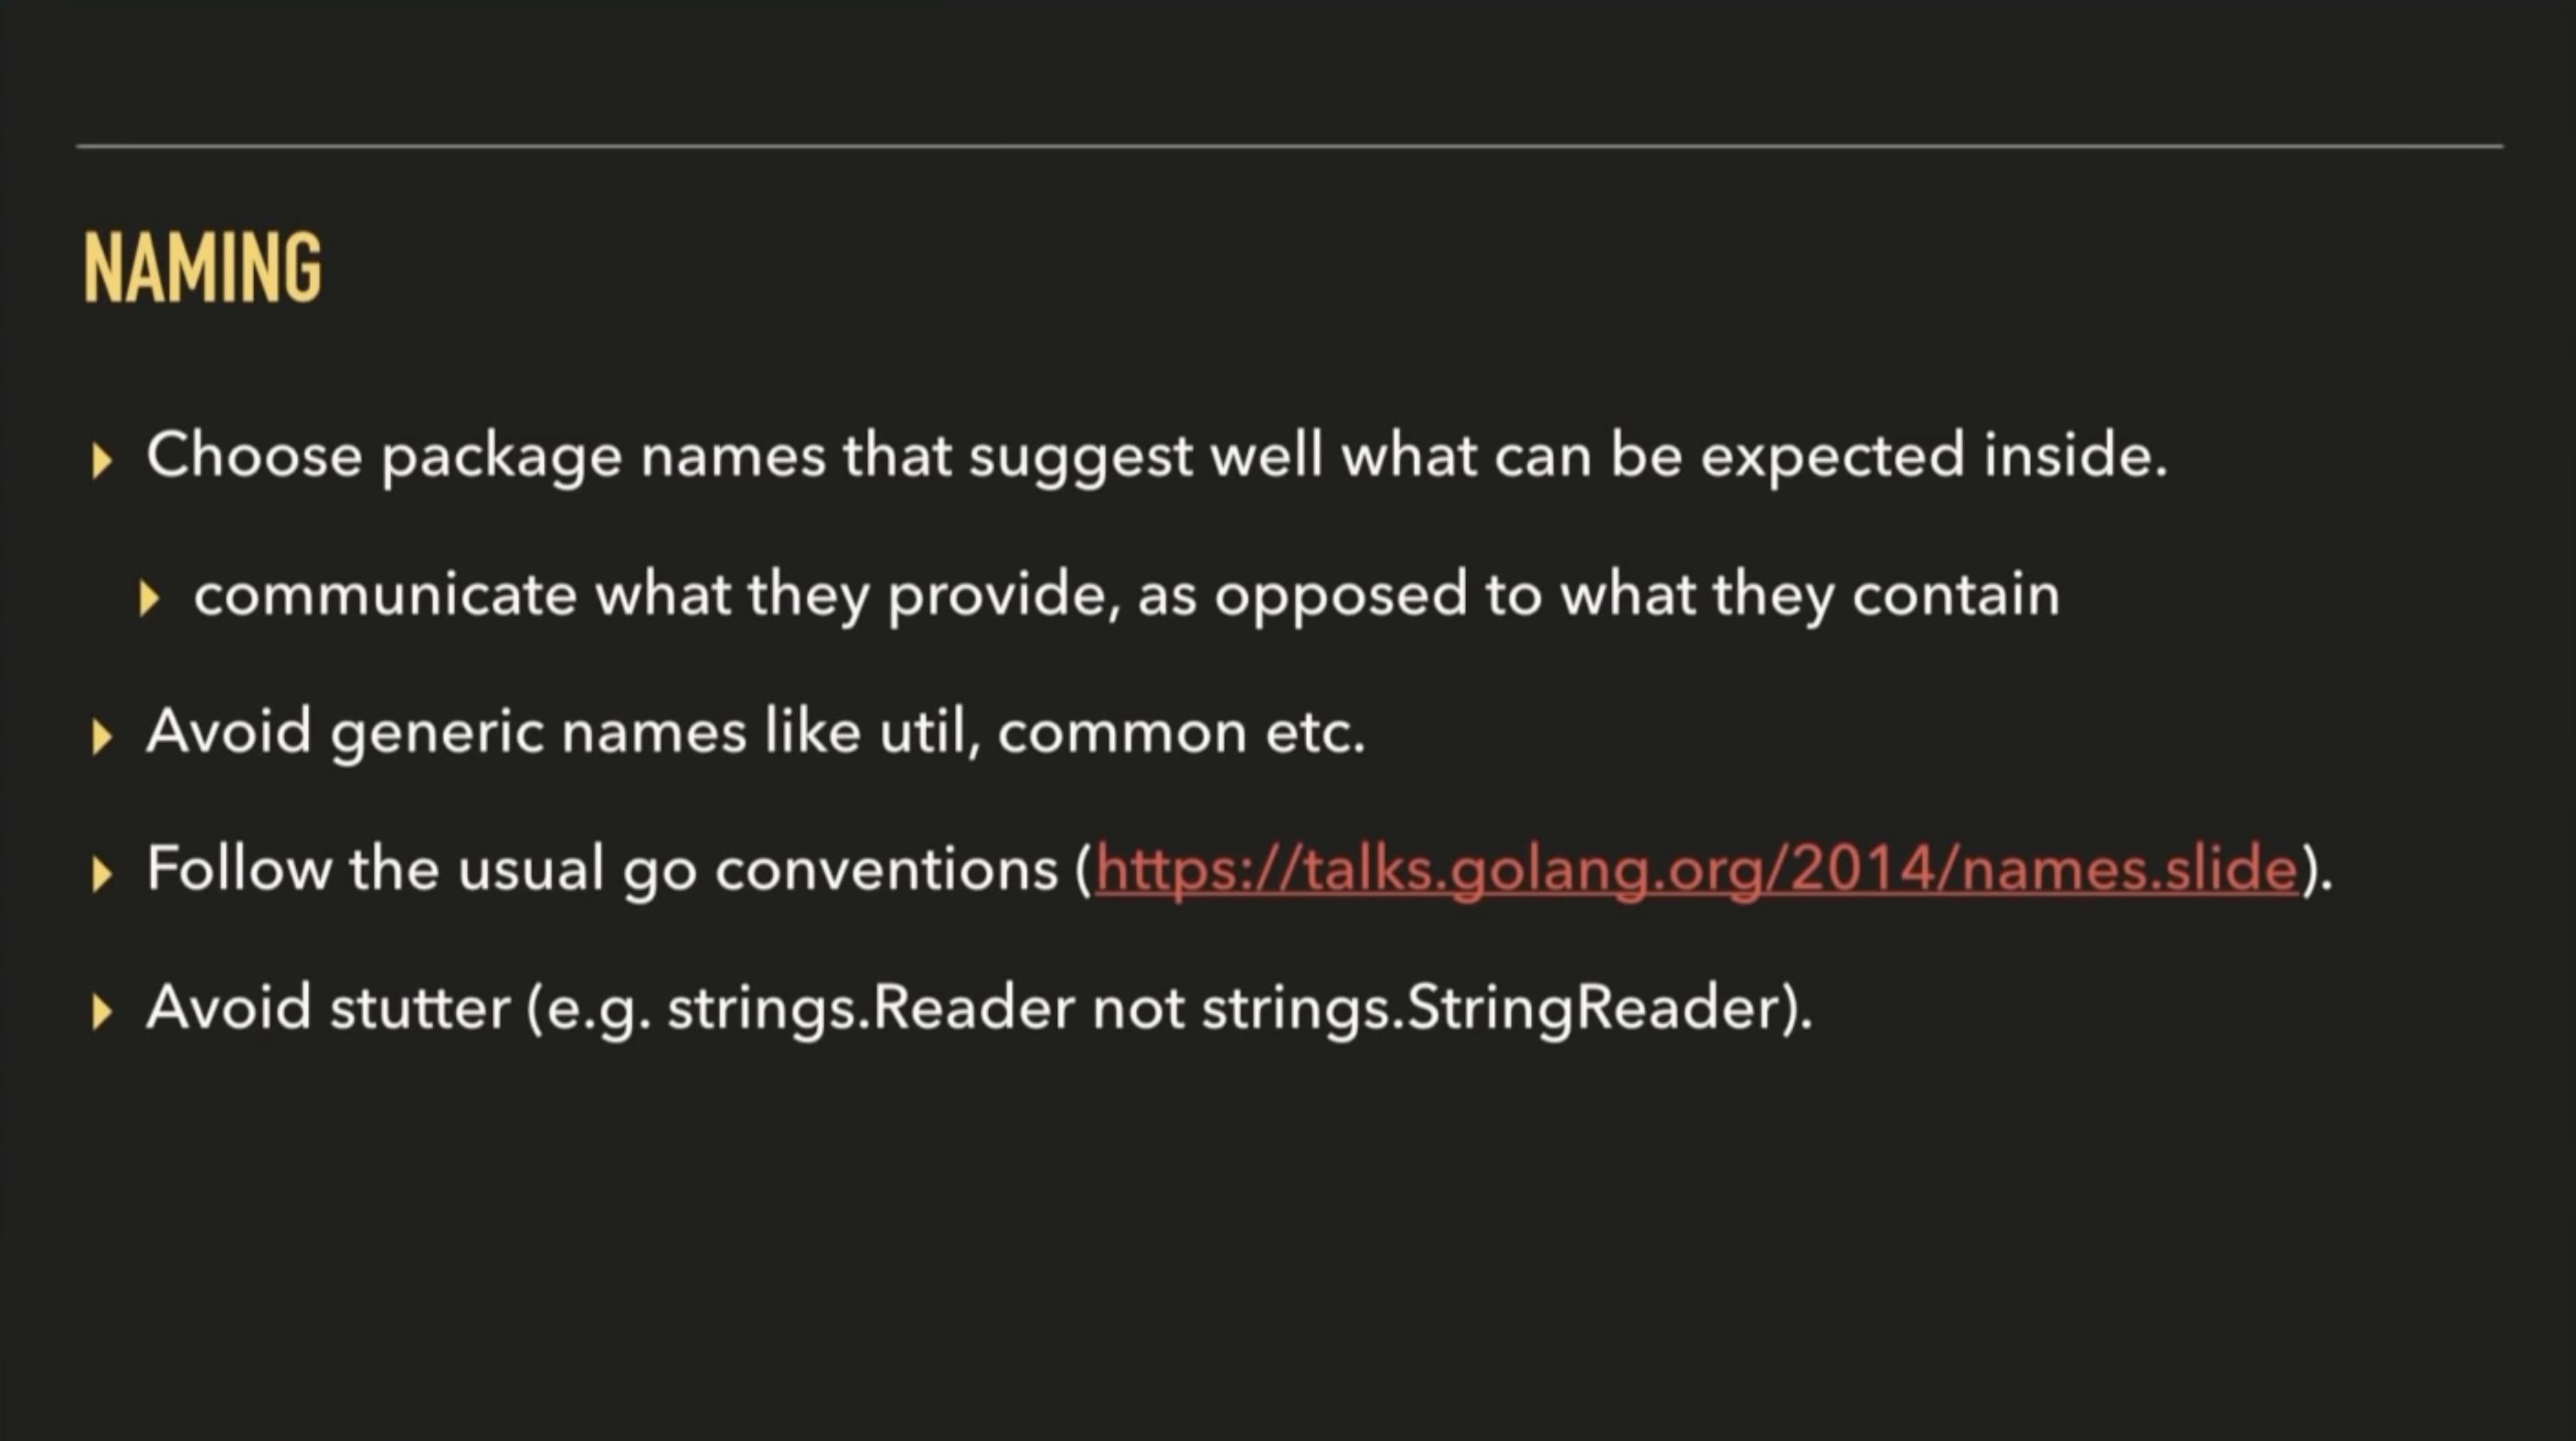 NAMING
Choose package names that suggest well what can be expected inside.
communicate what they provide, as opposed to what they contain
Avoid generic names like util, common etc.
Follow the usual go conventions (https://talks.golang.org/2014/names.slide).
Avoid stutter (e.g. strings.Reader not strings.StringReader).